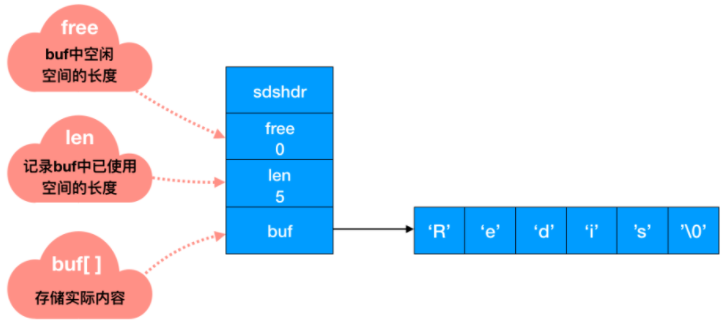 free
buf中空闲
空间的长度
len
记录buf中已使用
空间的长度
buf[ ]
存储实际内容
sdshdr
free
0
len
5
buf
‘R’ ‘e’ ‘d’ ‘i’ ’s’ ’\0’